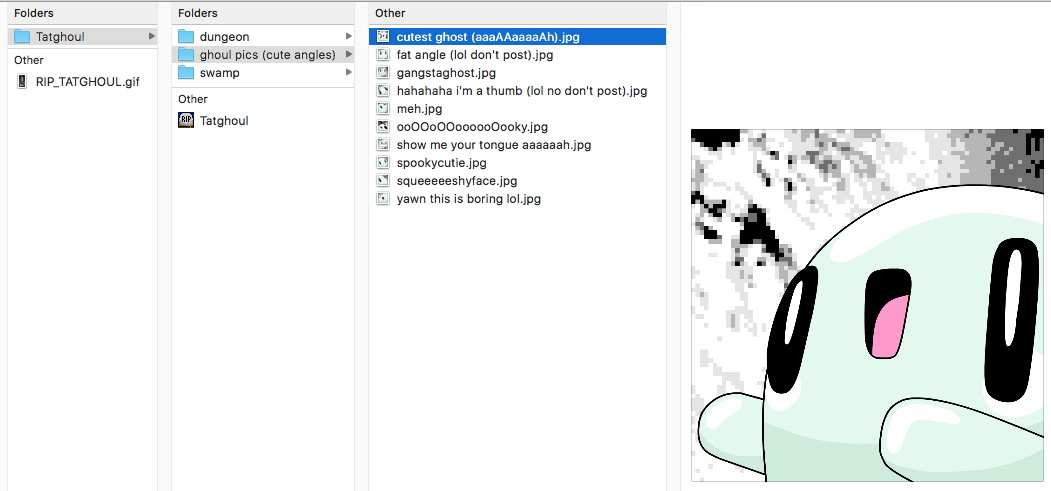 Folders
Tatghoul
Other
RIP_TATGHOUL.gif
Folders
dungeon
ghoul pics (cute angles)
swamp
Other
RIP
Tatghoul
Other
cutest ghost (aaaAAaaaaAh).jpg
fat angle (lol don't post).jpg
gangstaghost.jpg
hahahaha i'm a thumb (lol no don't post).jpg
meh.jpg
ooOOoOOoooooOooky.jpg
show me your tongue aaaaaah.jpg
spookycutie.jpg
squeeeeeshyface.jpg
yawn this is boring lol.jpg